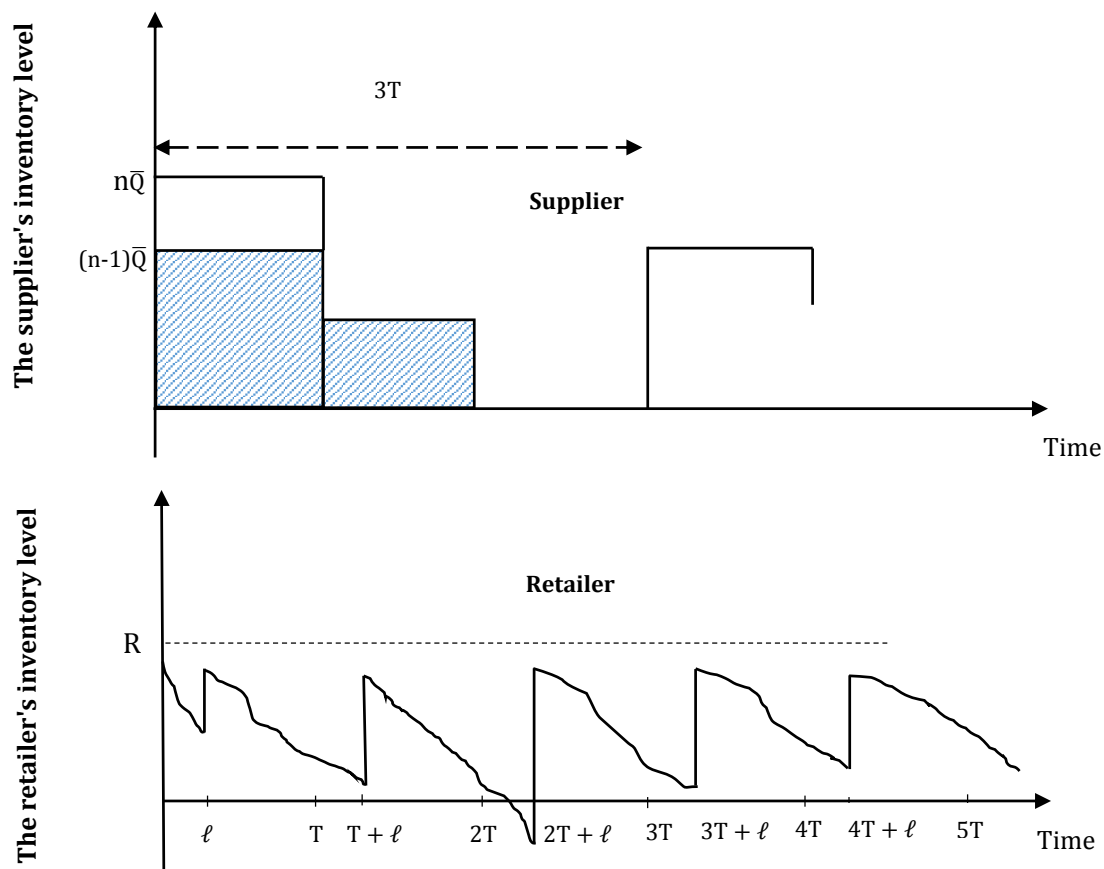 The supplier's inventory level
3T
nQ̅
Supplier
(n-1)Q̅
Time
The retailer's inventory level
Retailer
R
ℓ
T
T + ℓ
2T
2T + ℓ
3T
3T + ℓ
4T
4T + ℓ
5T
Time